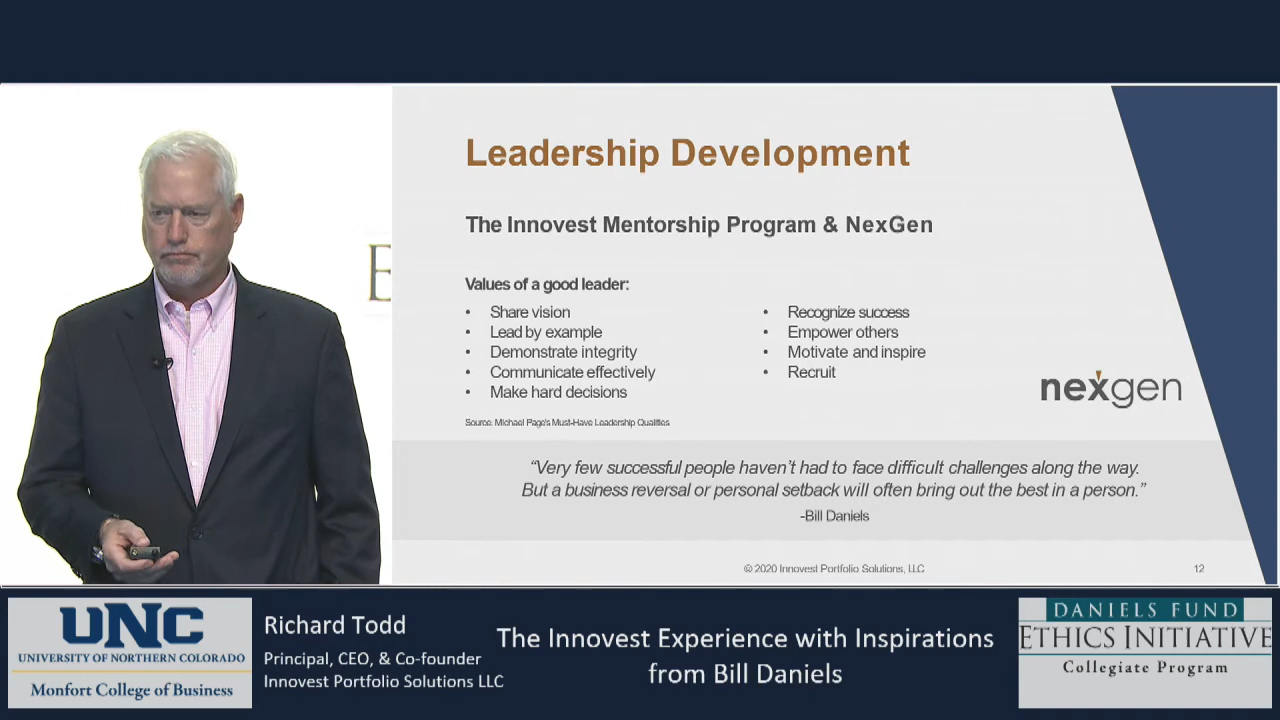 Leadership Development
The Innovest Mentorship Program & NexGen
Values of a good leader:
• Share vision
• Lead by example
• Demonstrate integrity
• Communicate effectively
• Make hard decisions
• Recognize success
• Empower others
• Motivate and inspire
• Recruit
Source: Michael Page's Must-Have Leadership Qualities
nexgen
“Very few successful people haven’t had to face difficult challenges along the way.
But a business reversal or personal setback will often bring out the best in a person.”
-Bill Daniels
© 2020 Innovest Portfolio Solutions, LLC
12
E
UNC
UNIVERSITY OF NORTHERN COLORADO
Monfort College of Business
Richard Todd
Principal, CEO, & Co-founder
Innovest Portfolio Solutions LLC
The Innovest Experience with Inspirations
from Bill Daniels
DANIELS FUND
ETHICS INITIATIVE
Collegiate Program